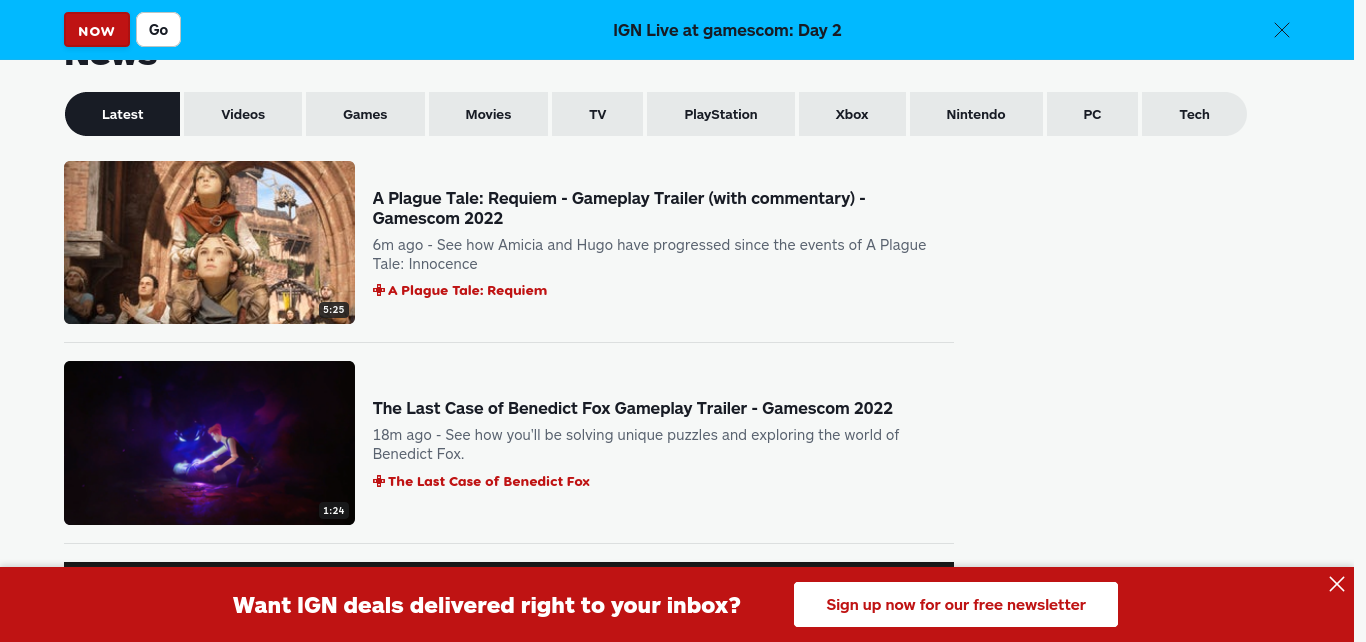 NOW
Go
IGN Live at gamescom: Day 2
News
Latest
Videos
Games
Movies
TV
PlayStation
Xbox
Nintendo
PC
Tech
5:25
A Plague Tale: Requiem - Gameplay Trailer (with commentary) -
Gamescom 2022
6m ago - See how Amicia and Hugo have progressed since the events of A Plague
Tale: Innocence
A Plague Tale: Requiem
1:24
The Last Case of Benedict Fox Gameplay Trailer - Gamescom 2022
18m ago - See how you'll be solving unique puzzles and exploring the world of
Benedict Fox.
The Last Case of Benedict Fox
Want IGN deals delivered right to your inbox?
Sign up now for our free newsletter